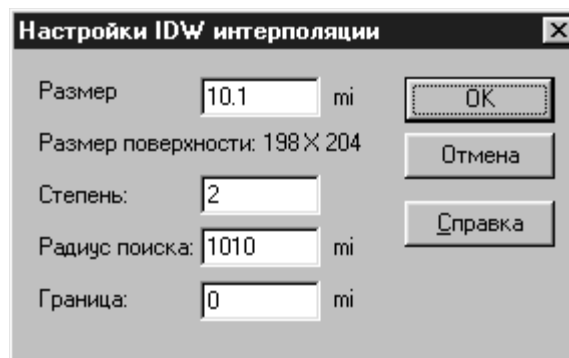 Настройки IDW интерполяции
Размер 10.1 mi OK
Размер поверхности: 198 X 204
Отмена
Степень: 2
Справка
Радиус поиска: 1010 mi
Граница: 0 mi